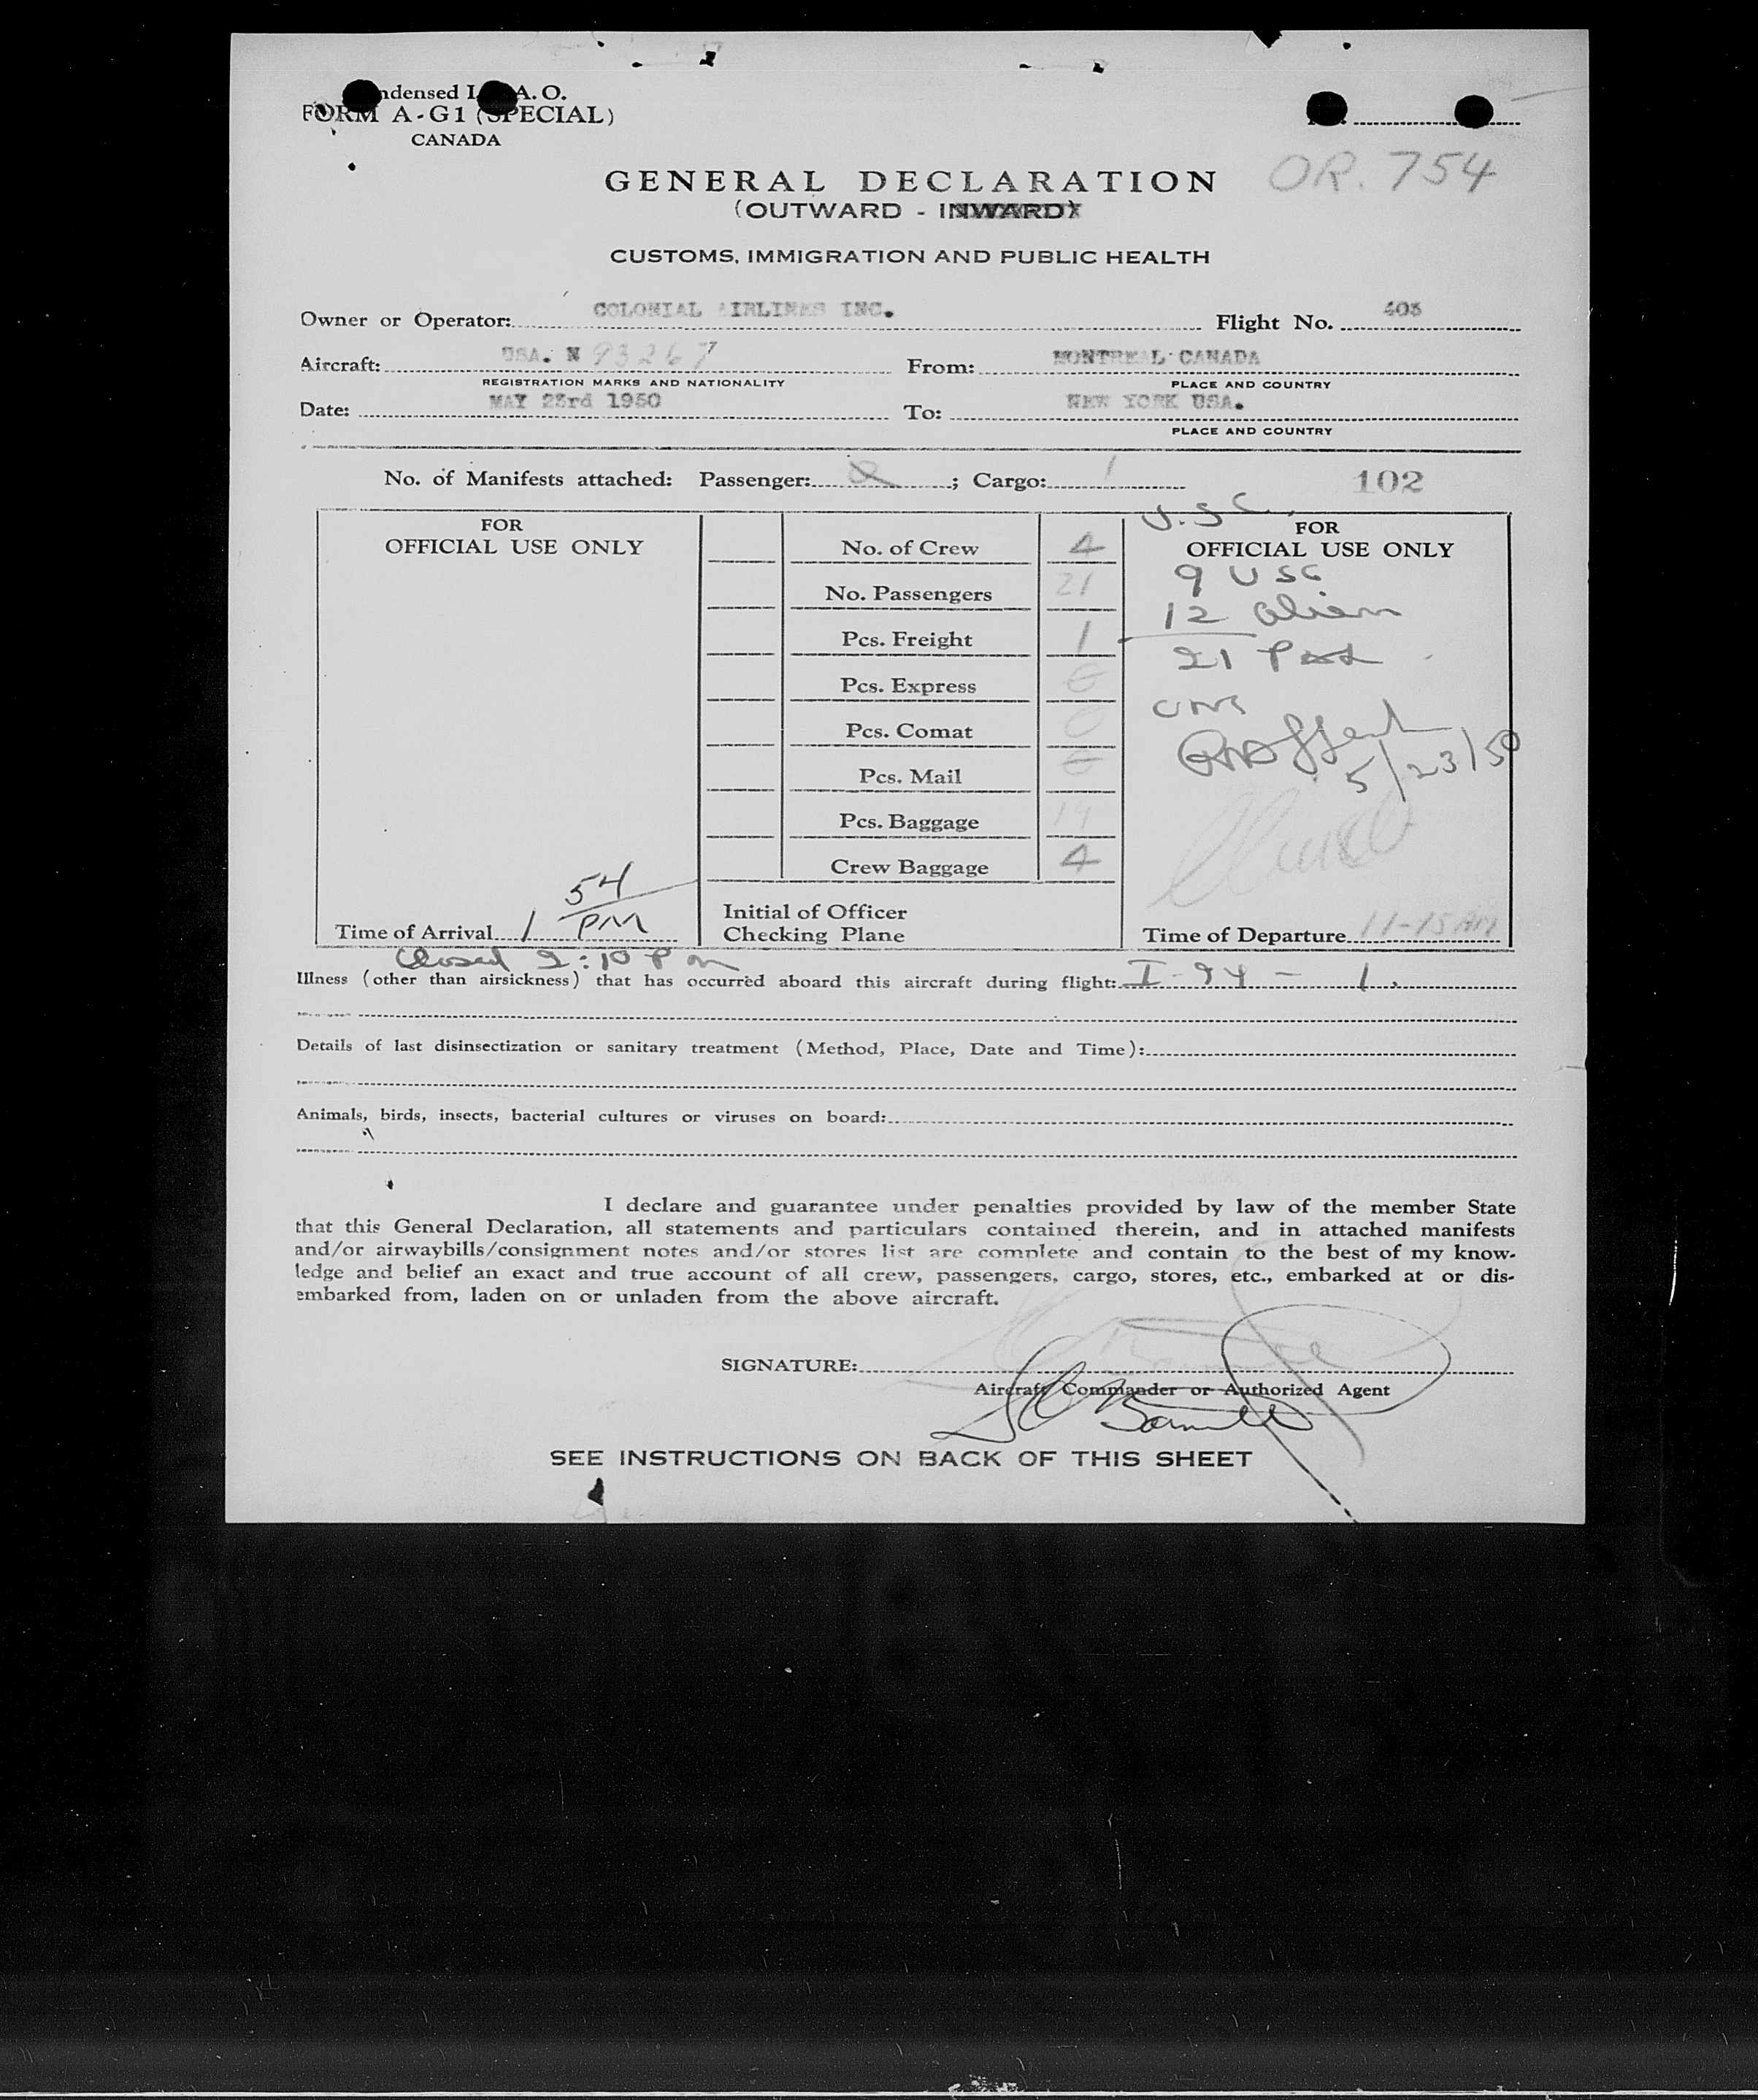 ndensed I. A. O.
FORM A-G1 (SPECIAL)
CANADA
OR. 754
GENERAL DECLARATION
(OUTWARD - INWARD)
CUSTOMS, IMMIGRATION AND PUBLIC HEALTH
Owner or Operator: COLONIAL AIRLINES INC. Flight No. 403
Aircraft: USA. N 93267 From: MONTREAL CANADA
REGISTRATION MARKS AND NATIONALITY PLACE AND COUNTRY
Date: MAY 23rd 1950 To: NEW YORK USA.
PLACE AND COUNTRY
No. of Manifests attached: Passenger: 2 ; Cargo: 1 102
U.S.C.
FOR
OFFICIAL USE ONLY
No. of Crew 4
No. Passengers 21
Pcs. Freight 1
Pcs. Express
Pcs. Comat 0
Pcs. Mail
Pcs. Baggage 19
Crew Baggage 4
Initial of Officer
Checking Plane
FOR
OFFICIAL USE ONLY
9 USC
12 Alien
21 Pax
5/23/50
Time of Arrival 1 54 PM
Time of Departure 11-15 AM
Closed 2:10 Pm
Illness (other than airsickness) that has occurred aboard this aircraft during flight: I-94 - 1.
Details of last disinsectization or sanitary treatment (Method, Place, Date and Time):
Animals, birds, insects, bacterial cultures or viruses on board:
I declare and guarantee under penalties provided by law of the member State
that this General Declaration, all statements and particulars contained therein, and in attached manifests
and/or airwaybills/consignment notes and/or stores list are complete and contain to the best of my know-
ledge and belief an exact and true account of all crew, passengers, cargo, stores, etc., embarked at or dis-
embarked from, laden on or unladen from the above aircraft.
SIGNATURE:
Aircraft Commander or Authorized Agent
SEE INSTRUCTIONS ON BACK OF THIS SHEET